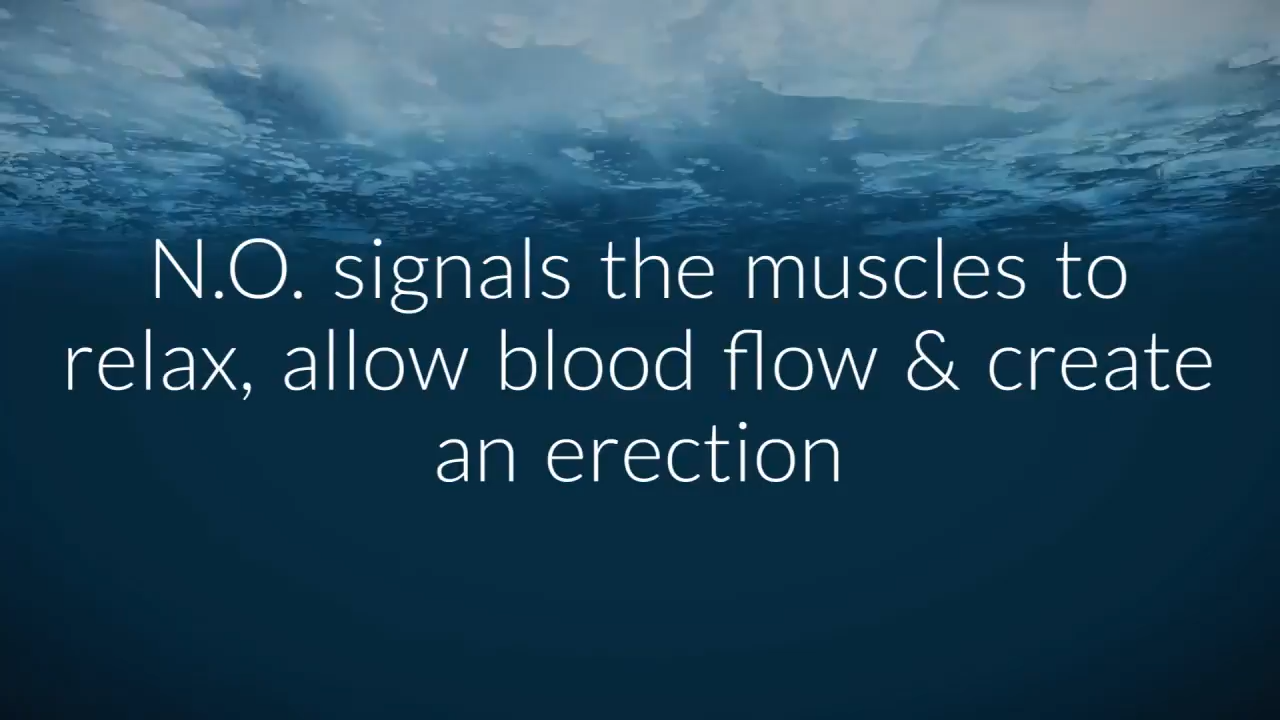 N.O. signals the muscles to
relax, allow blood flow & create
an erection